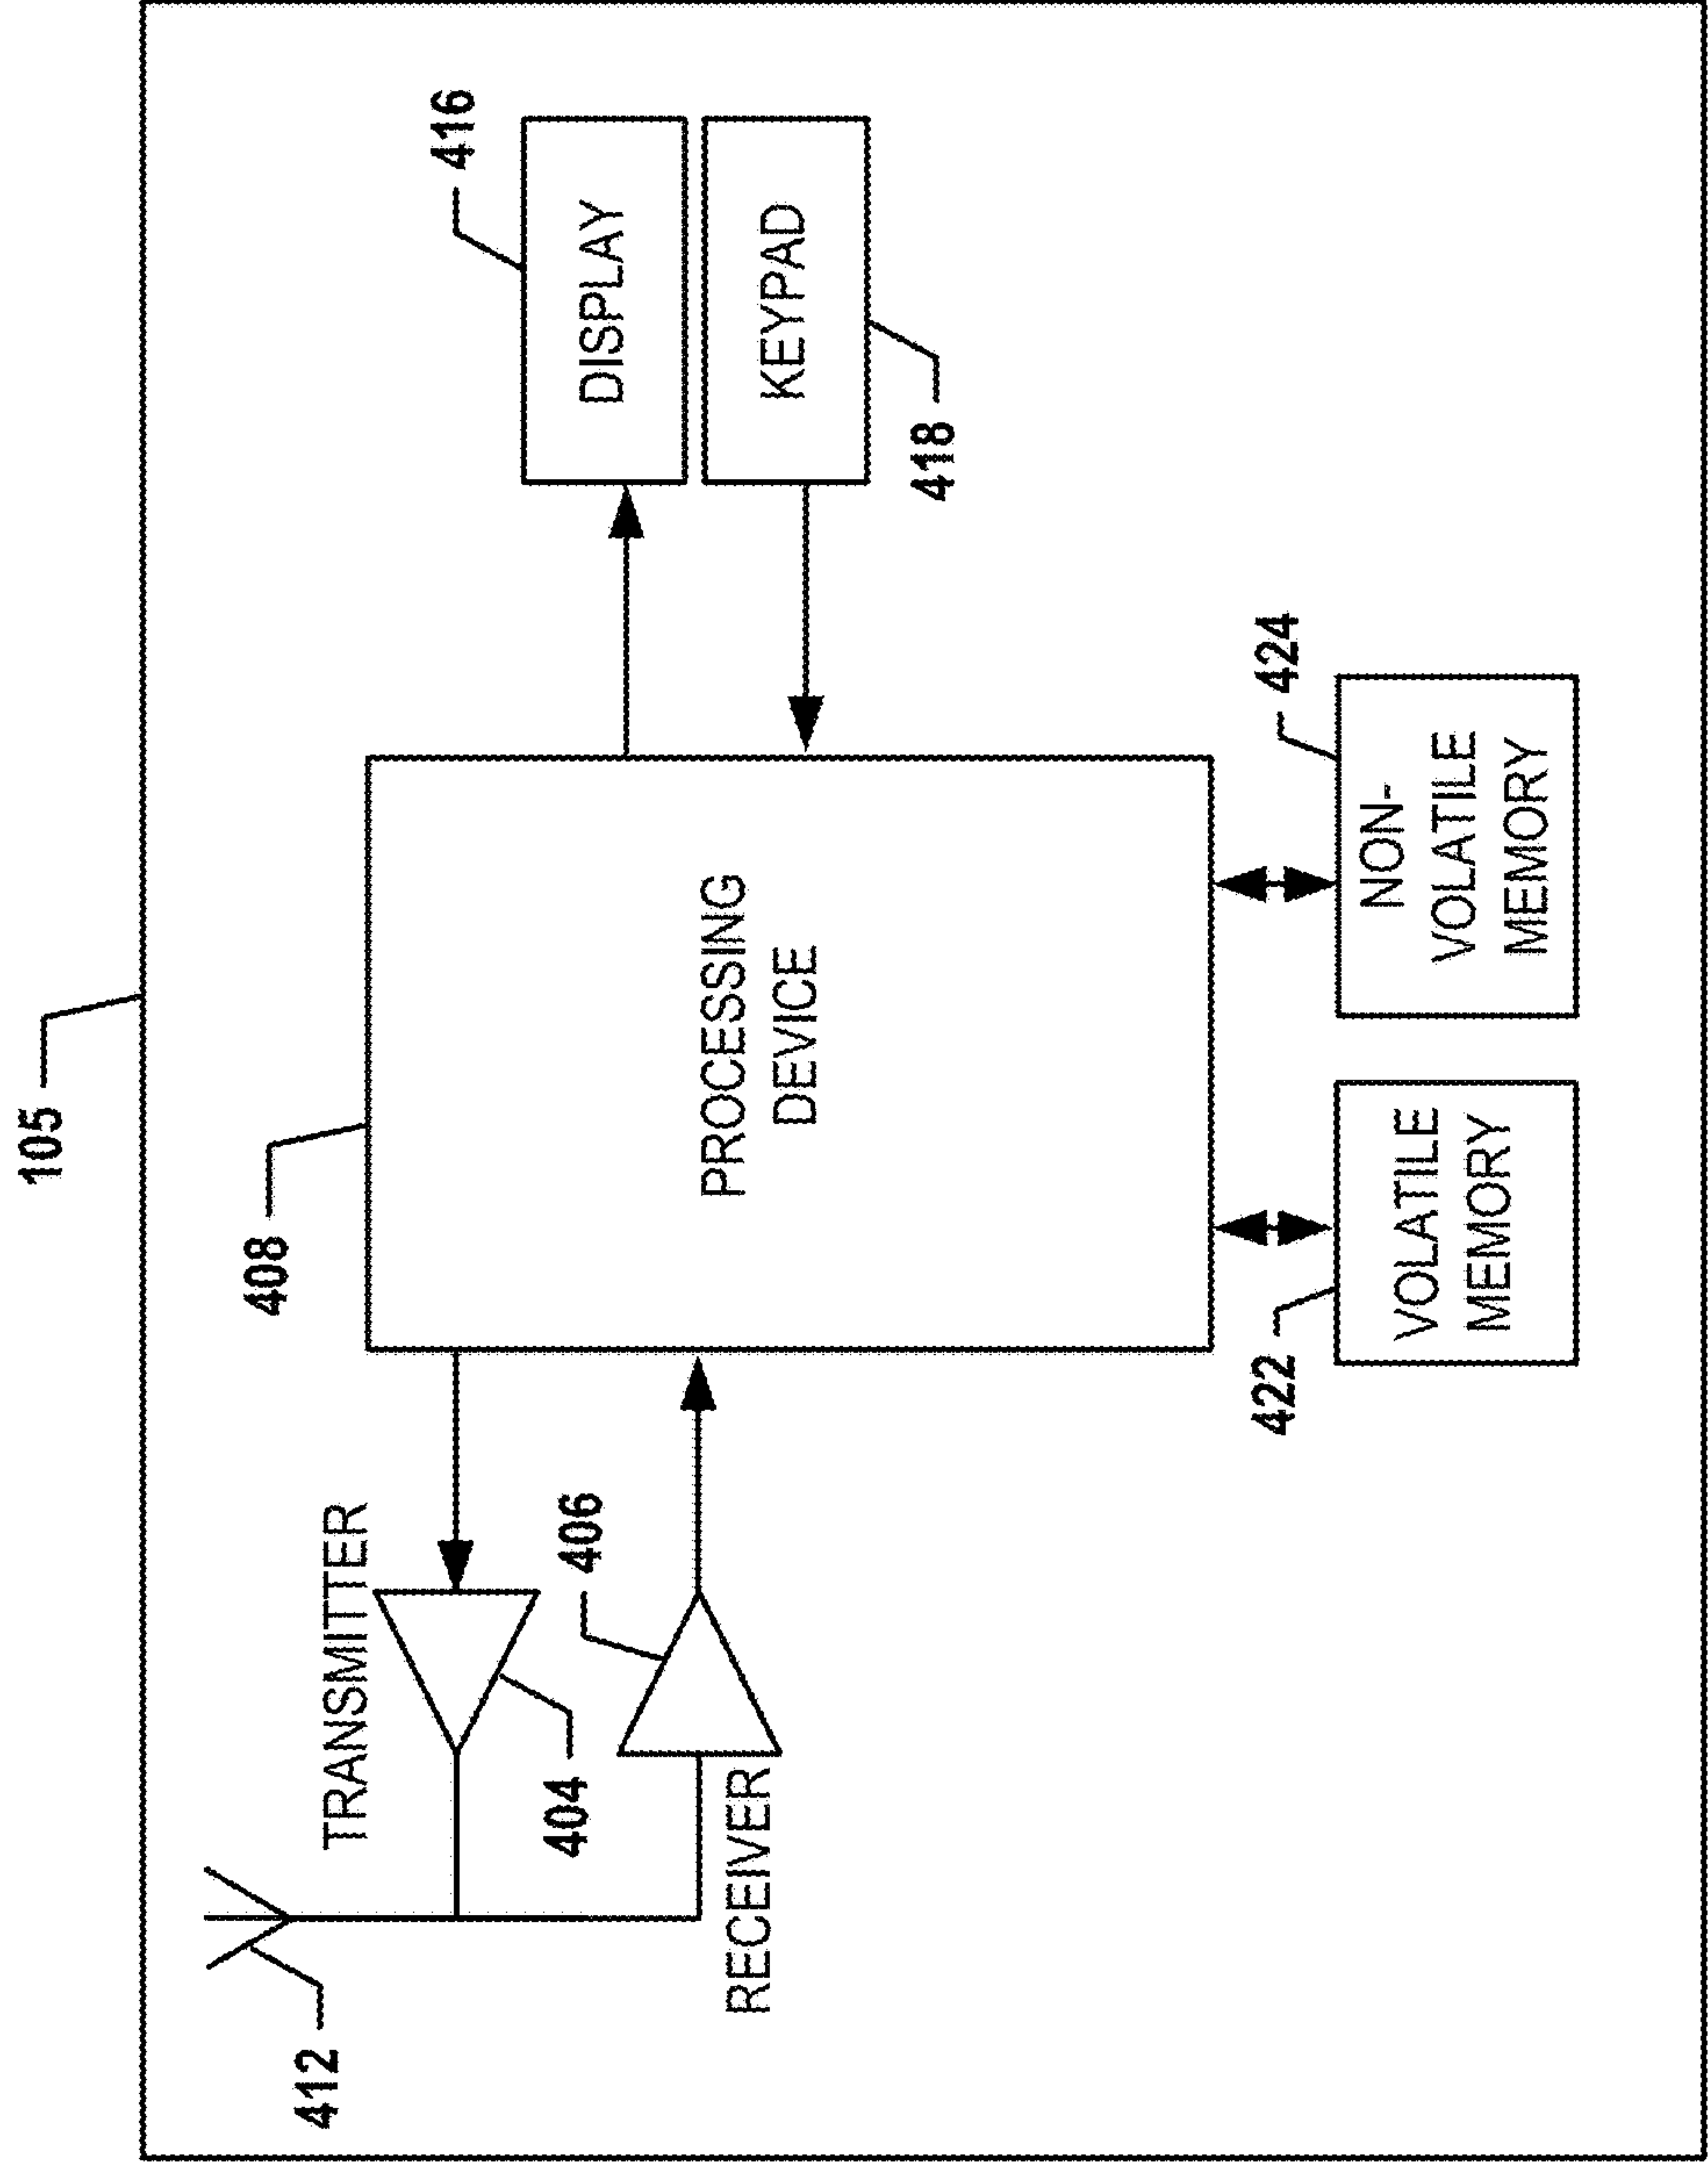 105
412
TRANSMITTER
404
RECEIVER
406
408
PROCESSING
DEVICE
416
DISPLAY
KEYPAD
418
422
VOLATILE
MEMORY
424
NON-
VOLATILE
MEMORY